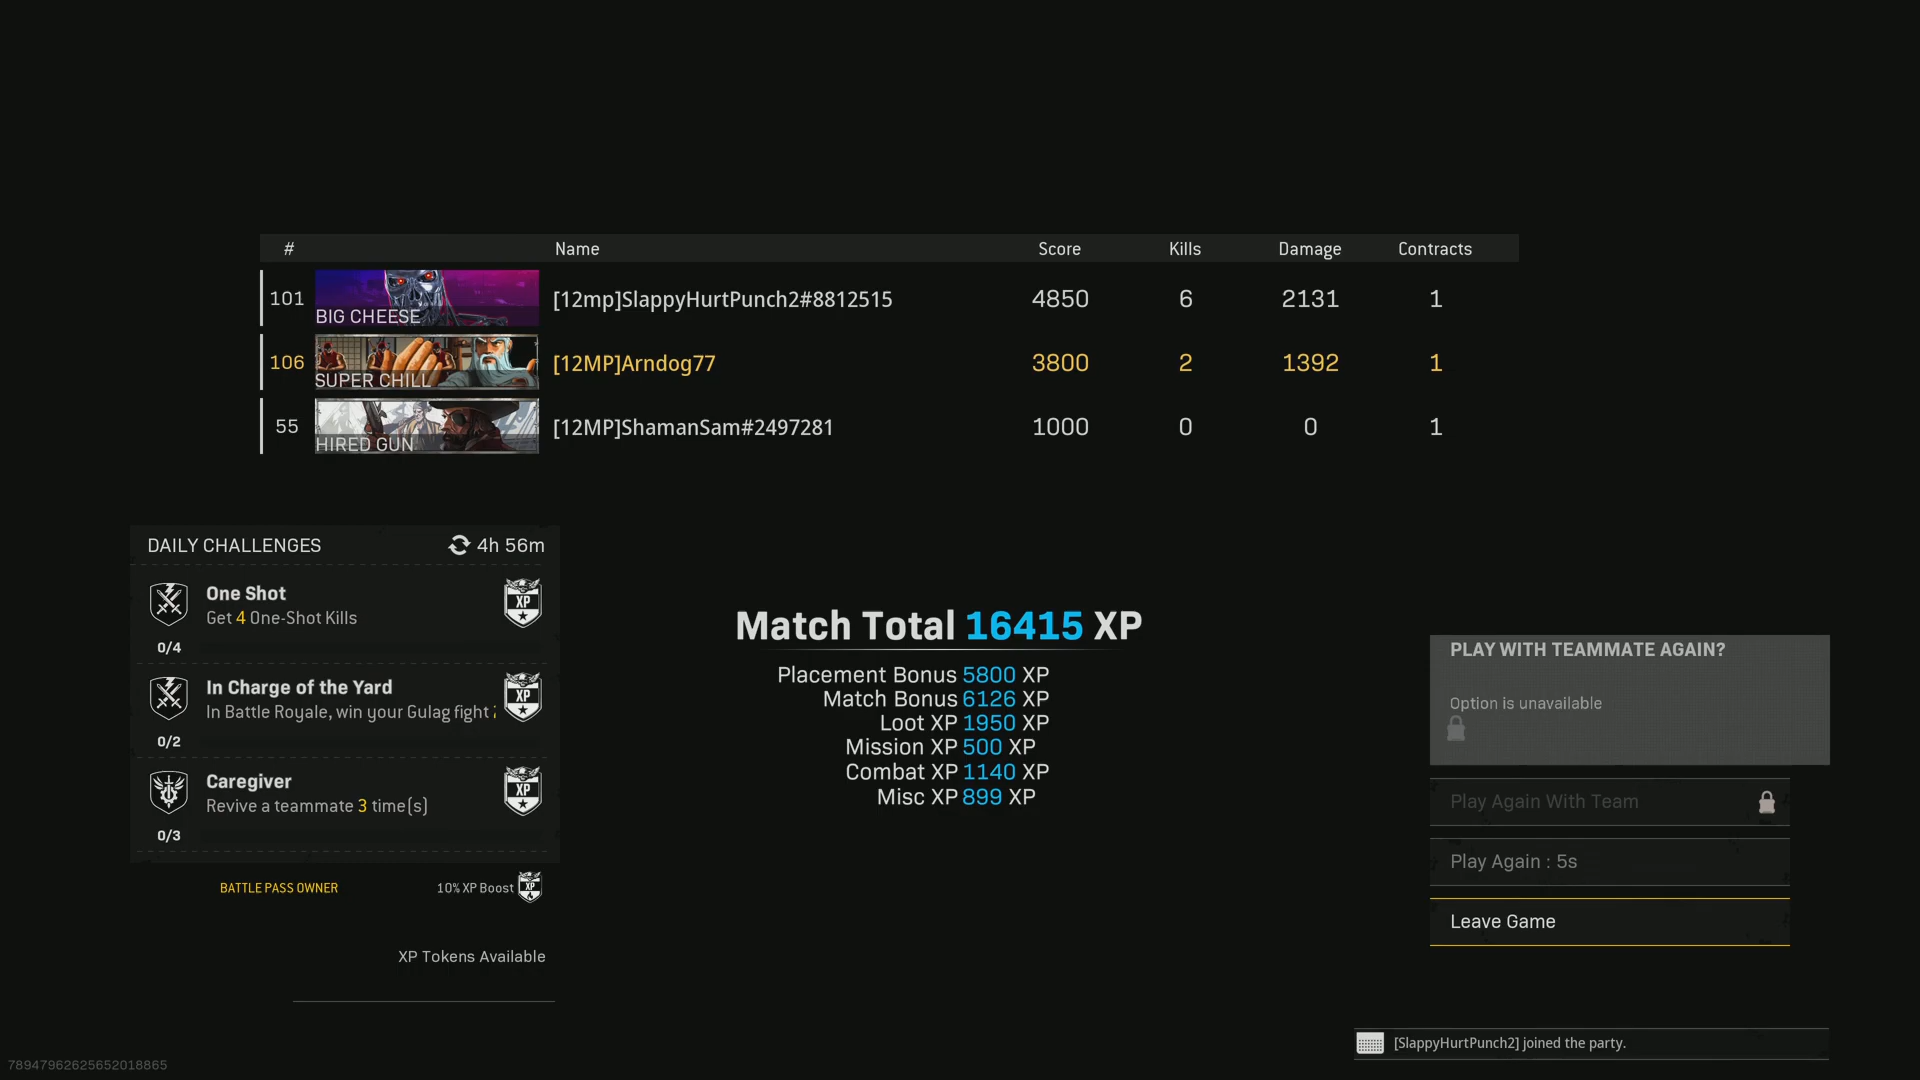 # Name Score Kills Damage Contracts
101 BIG CHEESE [12mp]SlappyHurtPunch2#8812515 4850 6 2131 1
106 SUPER CHILL [12MP]Arndog77 3800 2 1392 1
55 HIRED GUN [12MP]ShamanSam#2497281 1000 0 0 1
DAILY CHALLENGES 4h 56m
One Shot
Get 4 One-Shot Kills
XP
0/4
In Charge of the Yard
In Battle Royale, win your Gulag fight
XP
0/2
Caregiver
Revive a teammate 3 time(s)
XP
0/3
BATTLE PASS OWNER 10% XP Boost XP
XP Tokens Available
Match Total 16415 XP
Placement Bonus 5800 XP
Match Bonus 6126 XP
Loot XP 1950 XP
Mission XP 500 XP
Combat XP 1140 XP
Misc XP 899 XP
PLAY WITH TEAMMATE AGAIN?
Option is unavailable
Play Again With Team
Play Again : 5s
Leave Game
[SlappyHurtPunch2] joined the party.
78947962625652018865